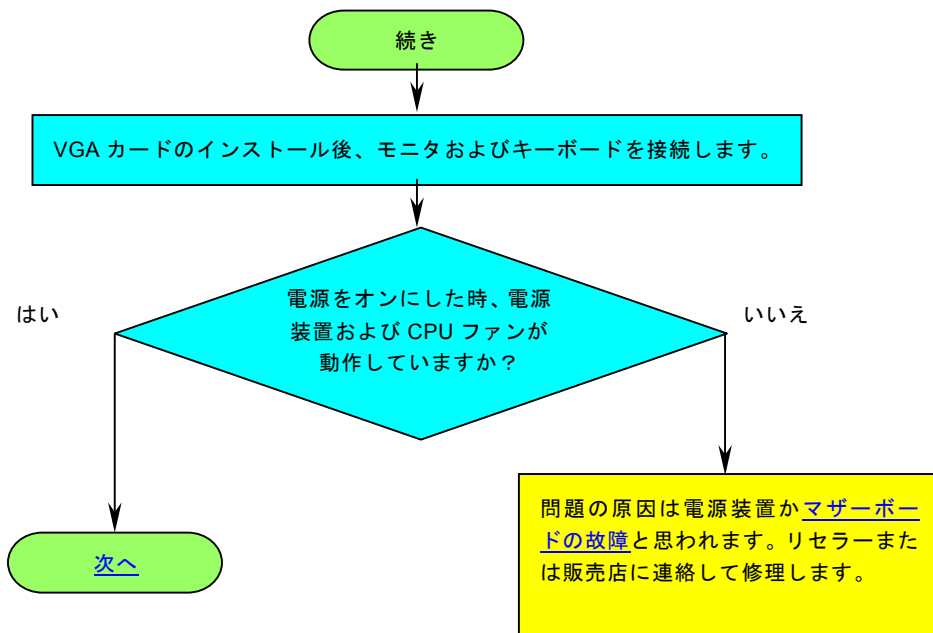 続き
VGA カードのインストール後、モニタおよびキーボードを接続します。
電源をオンにした時、電源
装置および CPU ファンが
動作していますか？
はい
いいえ
問題の原因は電源装置かマザーボー
ドの故障と思われます。リセラーまた
は販売店に連絡して修理します。
次へ